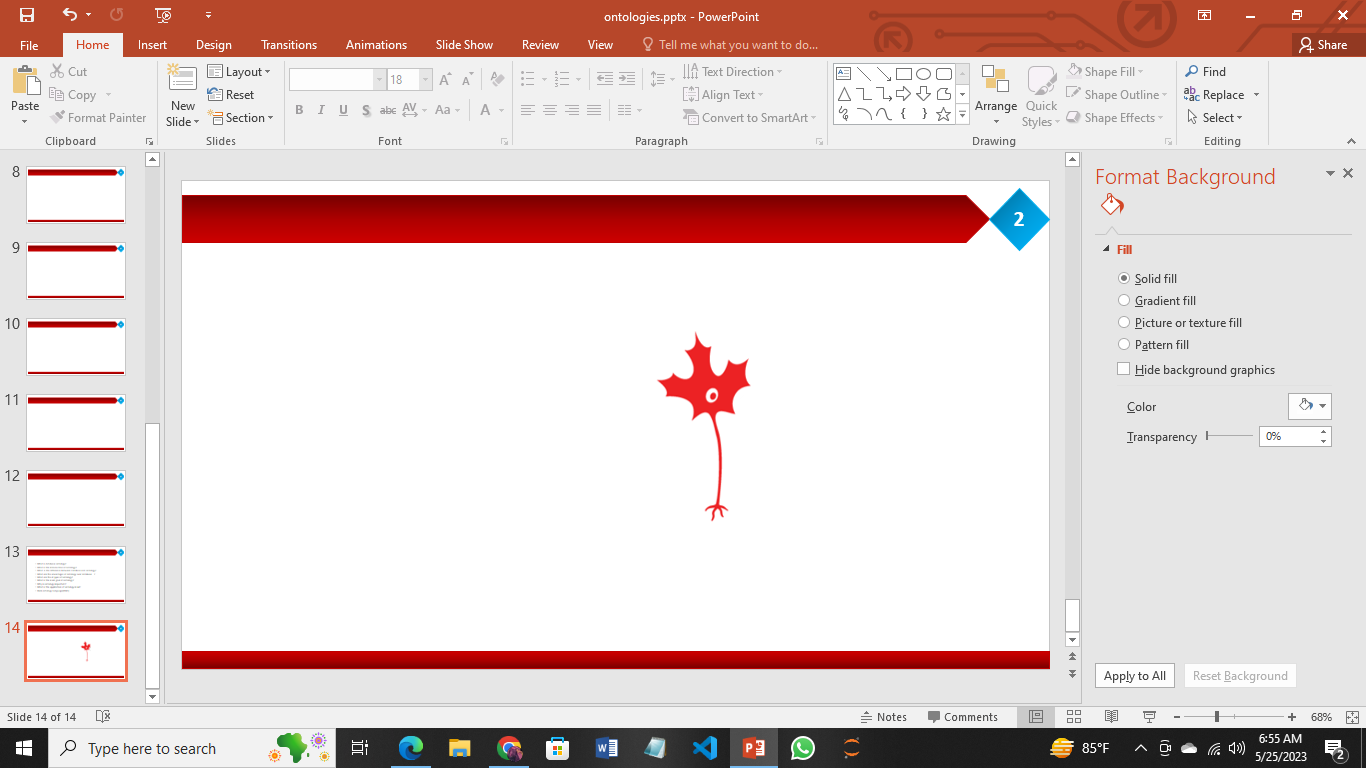 ontologies.pptx - PowerPoint
File Home Insert Design Transitions Animations Slide Show Review View Tell me what you want to do... Share
Paste
Cut
Copy
Format Painter
Clipboard
New
Slide
Layout
Reset
Section
Slides
18
B I U S abc AV Aa A
Font
Text Direction
Align Text
Convert to SmartArt
Paragraph
Arrange
Quick
Styles
Shape Fill
Shape Outline
Shape Effects
Drawing
Find
Replace
Select
Editing
8
9
10
11
12
13
14
2
Format Background
Fill
Solid fill
Gradient fill
Picture or texture fill
Pattern fill
Hide background graphics
Color
Transparency 0%
Apply to All Reset Background
Slide 14 of 14 Notes Comments 68%
Type here to search
85°F
6:55 AM
5/25/2023
2